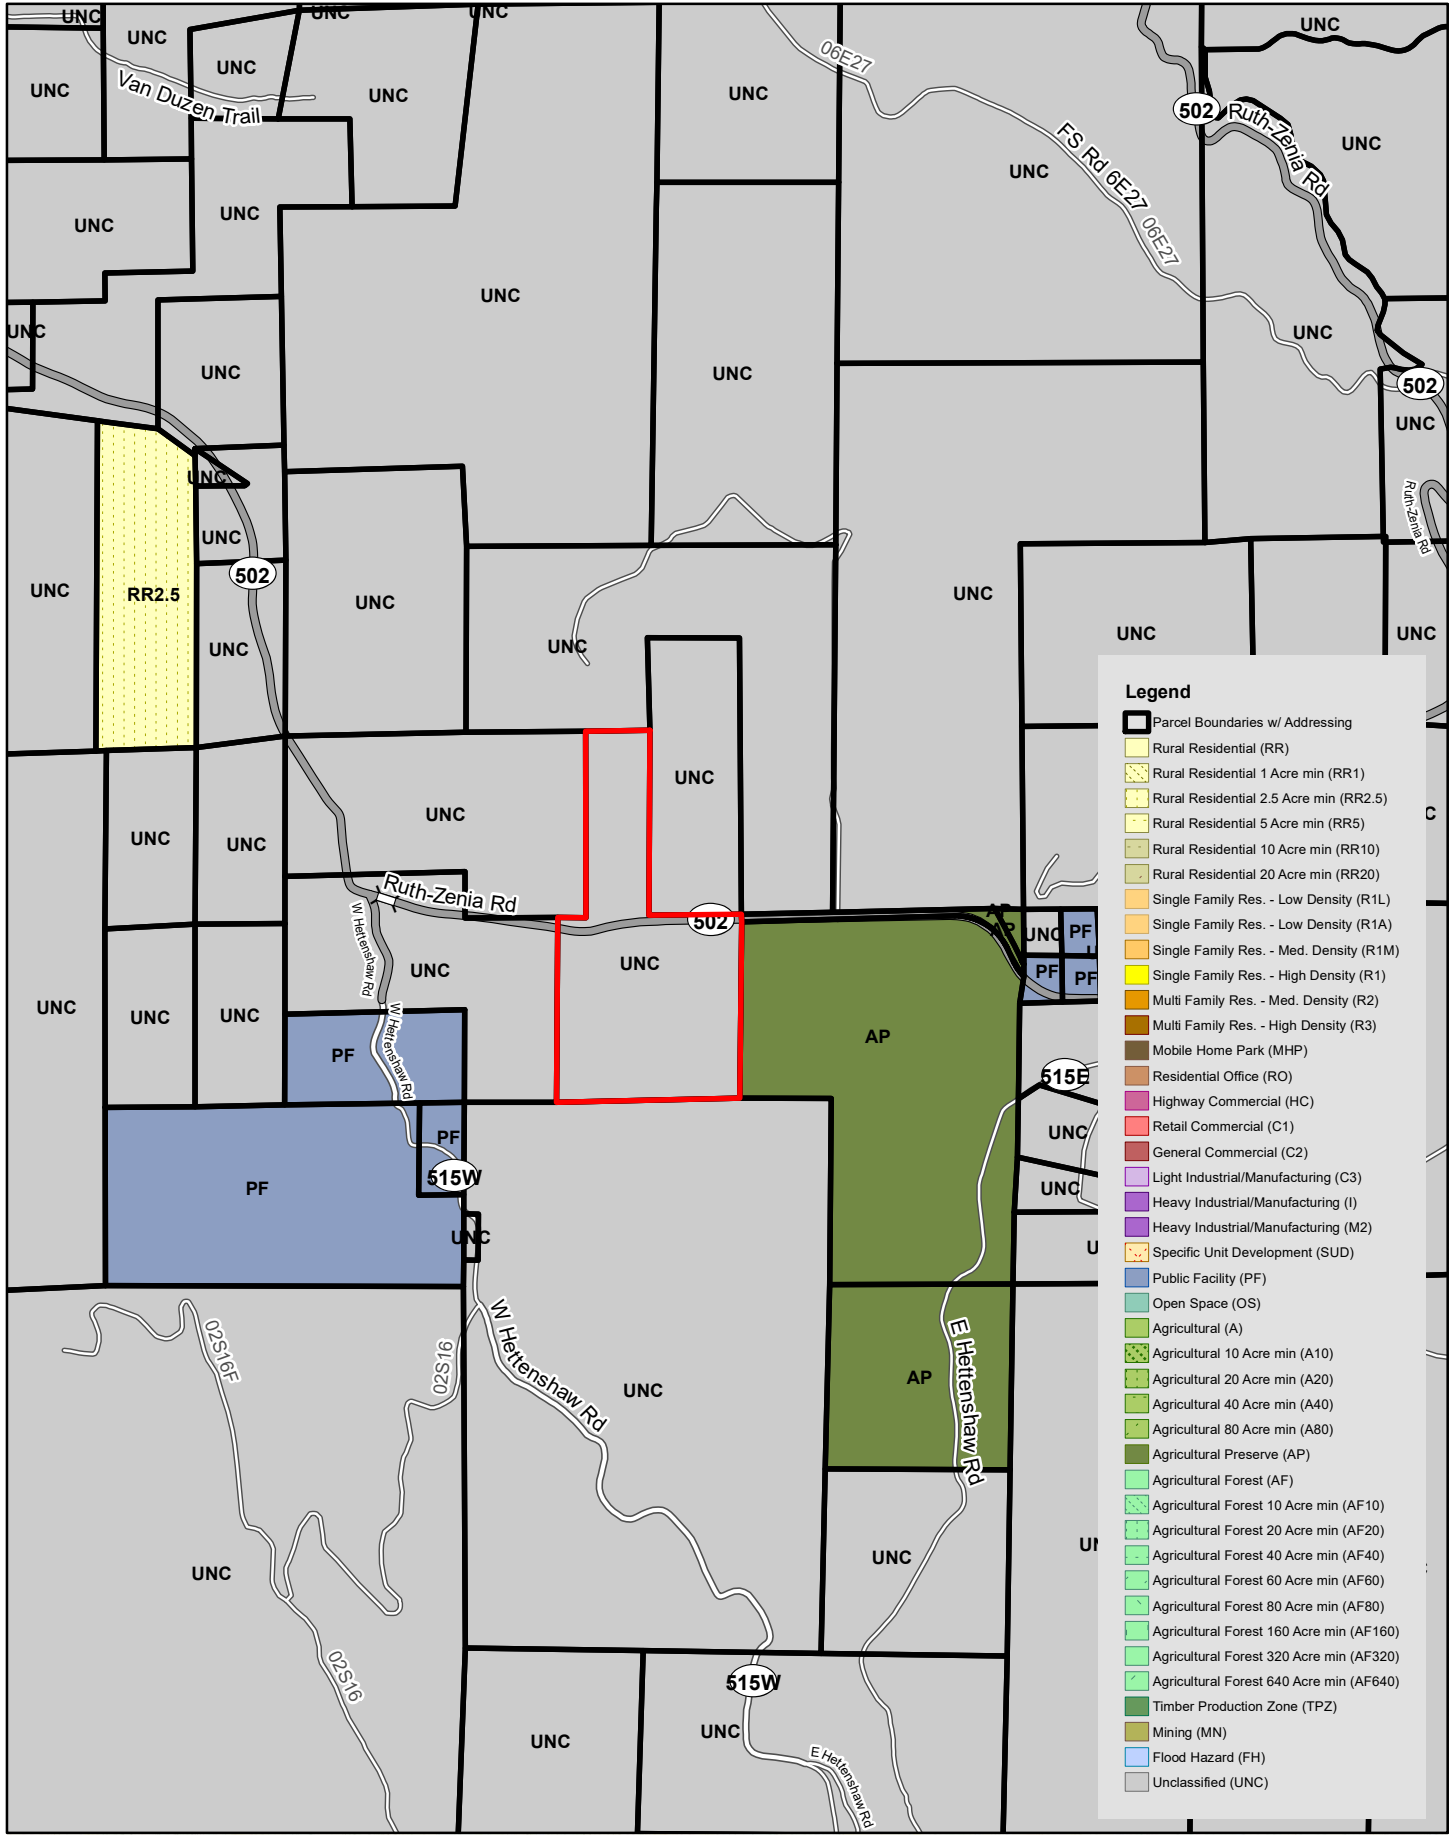 UNC
UNC
UNC
UNC
UNC
UNC
UNC
Van Duzen Trail
UNC
UNC
06E27
502
Ruth-Zenia Rd
UNC
FS Rd 6E27
UNC
06E27
UNC
UNC
UNC
UNC
UNC
UNC
UNC
502
UNC
UNC
UNC
Ruth-Zenia Rd
UNC
502
UNC
RR2.5
UNC
UNC
UNC
UNC
UNC
UNC
UNC
UNC
UNC
UNC
UNC
Ruth-Zenia Rd
W Hettenshaw Rd
502
AP
AP
UNC
PF
UNC
UNC
PF
PF
UNC
UNC
UNC
W Hettenshaw Rd
PF
AP
515E
PF
UNC
515W
PF
UNC
UNC
W Hettenshaw Rd
02S16F
02S16
UNC
E Hettenshaw Rd
AP
UNC
UNC
02S16
515W
UNC
UNC
E Hettenshaw Rd
Legend
Parcel Boundaries w/ Addressing
Rural Residential (RR)
Rural Residential 1 Acre min (RR1)
Rural Residential 2.5 Acre min (RR2.5)
Rural Residential 5 Acre min (RR5)
Rural Residential 10 Acre min (RR10)
Rural Residential 20 Acre min (RR20)
Single Family Res. - Low Density (R1L)
Single Family Res. - Low Density (R1A)
Single Family Res. - Med. Density (R1M)
Single Family Res. - High Density (R1)
Multi Family Res. - Med. Density (R2)
Multi Family Res. - High Density (R3)
Mobile Home Park (MHP)
Residential Office (RO)
Highway Commercial (HC)
Retail Commercial (C1)
General Commercial (C2)
Light Industrial/Manufacturing (C3)
Heavy Industrial/Manufacturing (I)
Heavy Industrial/Manufacturing (M2)
Specific Unit Development (SUD)
Public Facility (PF)
Open Space (OS)
Agricultural (A)
Agricultural 10 Acre min (A10)
Agricultural 20 Acre min (A20)
Agricultural 40 Acre min (A40)
Agricultural 80 Acre min (A80)
Agricultural Preserve (AP)
Agricultural Forest (AF)
Agricultural Forest 10 Acre min (AF10)
Agricultural Forest 20 Acre min (AF20)
Agricultural Forest 40 Acre min (AF40)
Agricultural Forest 60 Acre min (AF60)
Agricultural Forest 80 Acre min (AF80)
Agricultural Forest 160 Acre min (AF160)
Agricultural Forest 320 Acre min (AF320)
Agricultural Forest 640 Acre min (AF640)
Timber Production Zone (TPZ)
Mining (MN)
Flood Hazard (FH)
Unclassified (UNC)